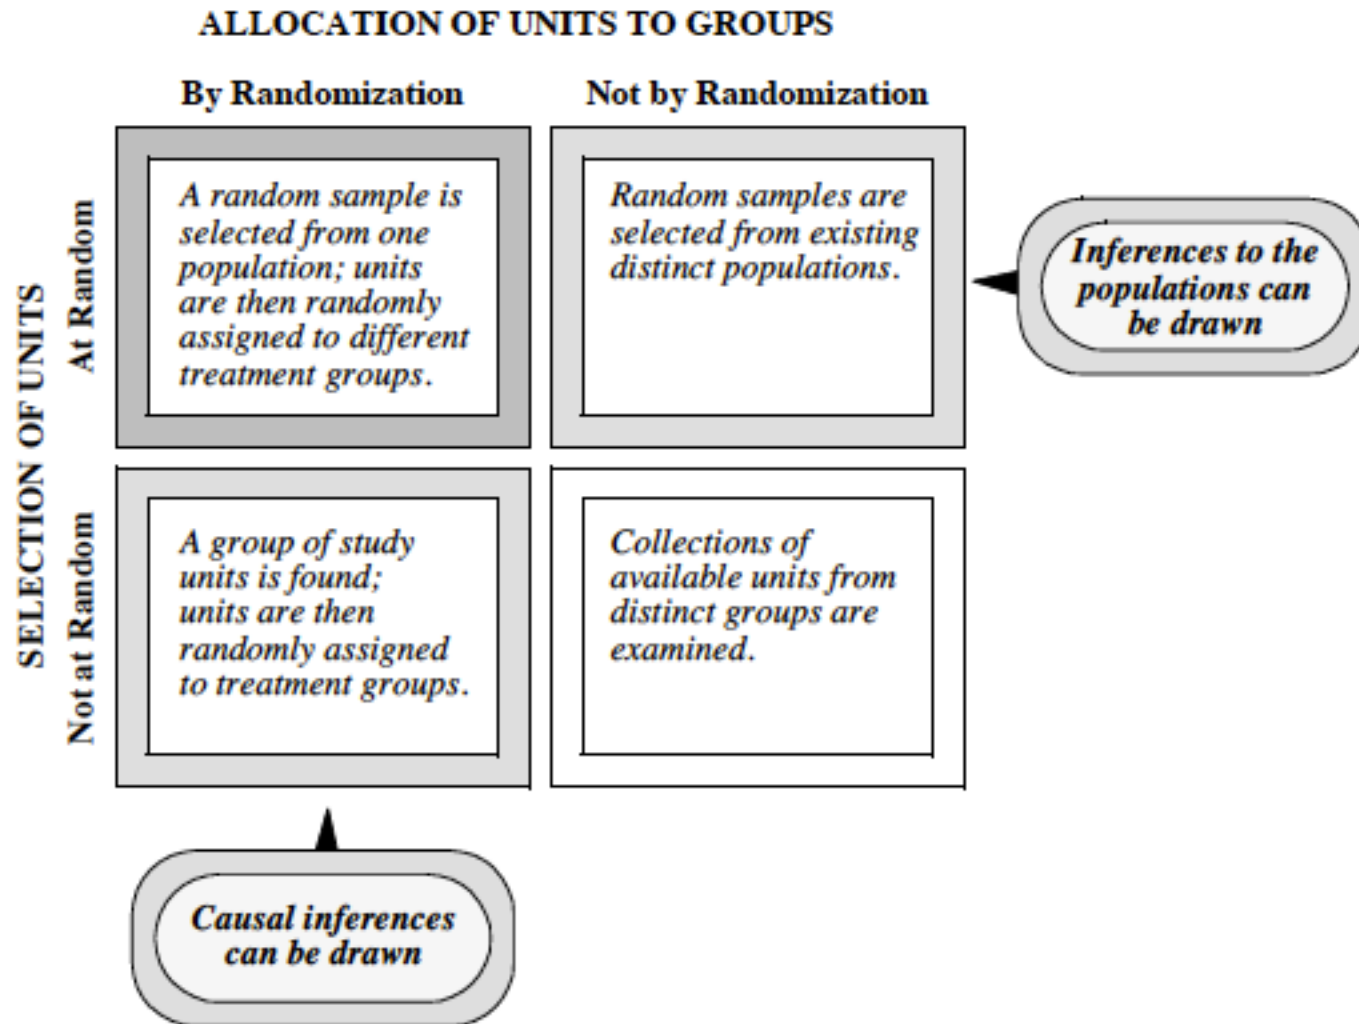 ALLOCATION OF UNITS TO GROUPS
By Randomization
Not by Randomization
SELECTION OF UNITS
At Random
A random sample is
selected from one
population; units
are then randomly
assigned to different
treatment groups.
Random samples are
selected from existing
distinct populations.
Inferences to the
populations can
be drawn
Not at Random
A group of study
units is found;
units are then
randomly assigned
to treatment groups.
Collections of
available units from
distinct groups are
examined.
Causal inferences
can be drawn